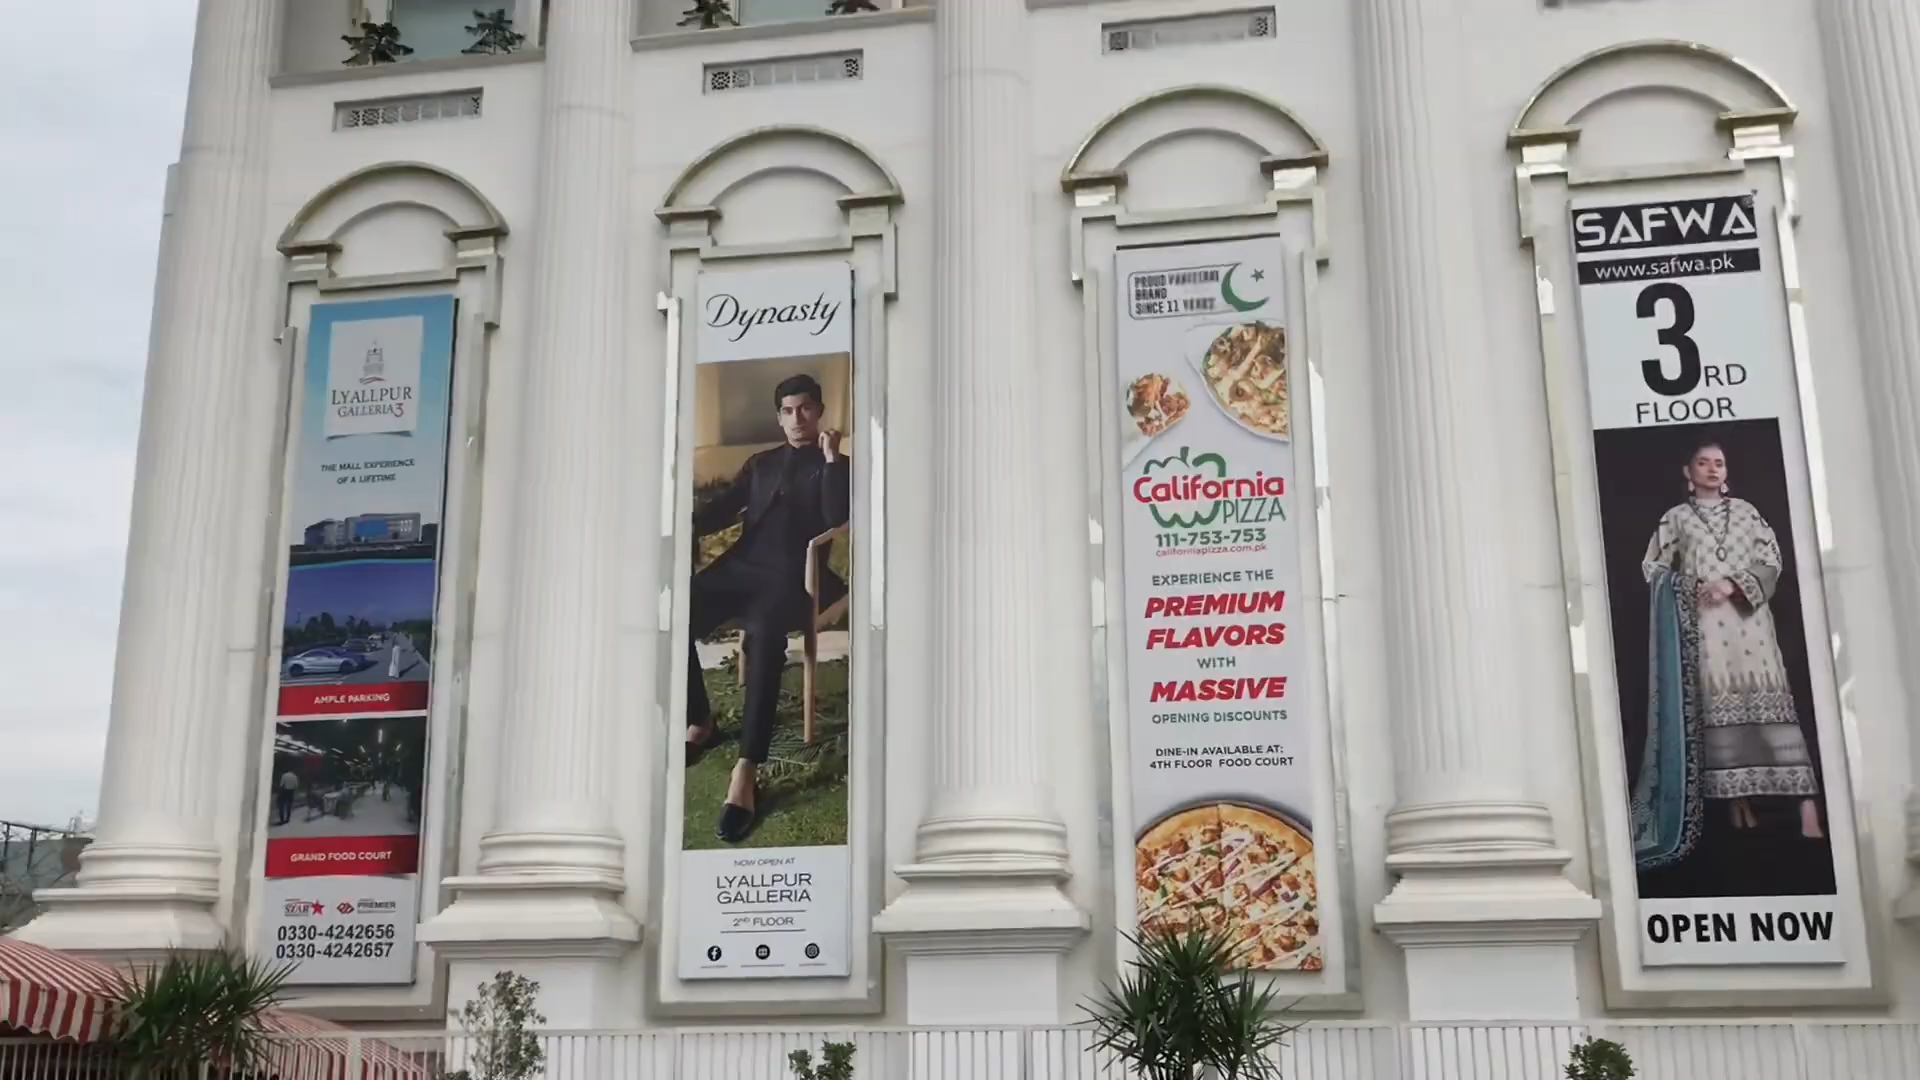 LYALLPUR
GALLERIA3
THE MALL EXPERIENCE
OF A LIFETIME
AMPLE PARKING
GRAND FOOD COURT
STAR
PREMIER
0330-4242656
0330-4242657
Dynasty
NOW OPEN AT
LYALLPUR
GALLERIA
2ND FLOOR
PROUD PAKISTANI
BRAND
SINCE 11 YEARS
California
PIZZA
111-753-753
californiapizza.com.pk
EXPERIENCE THE
PREMIUM
FLAVORS
WITH
MASSIVE
OPENING DISCOUNTS
DINE-IN AVAILABLE AT:
4TH FLOOR FOOD COURT
SAFWA
www.safwa.pk
3RD
FLOOR
OPEN NOW